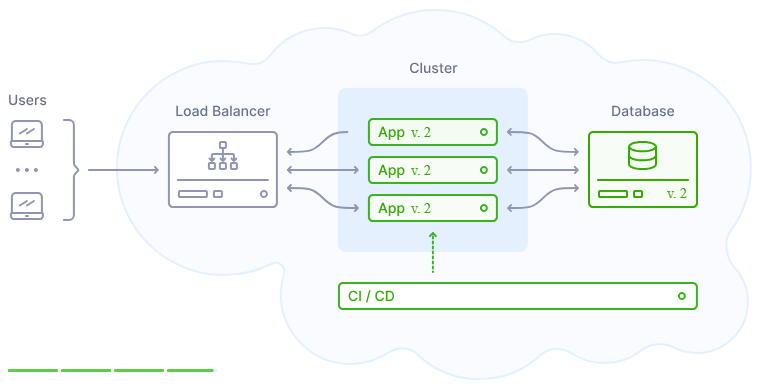 Cluster
Users
Load Balancer
Database
App v. 2
App v. 2
App v. 2
v. 2
CI / CD